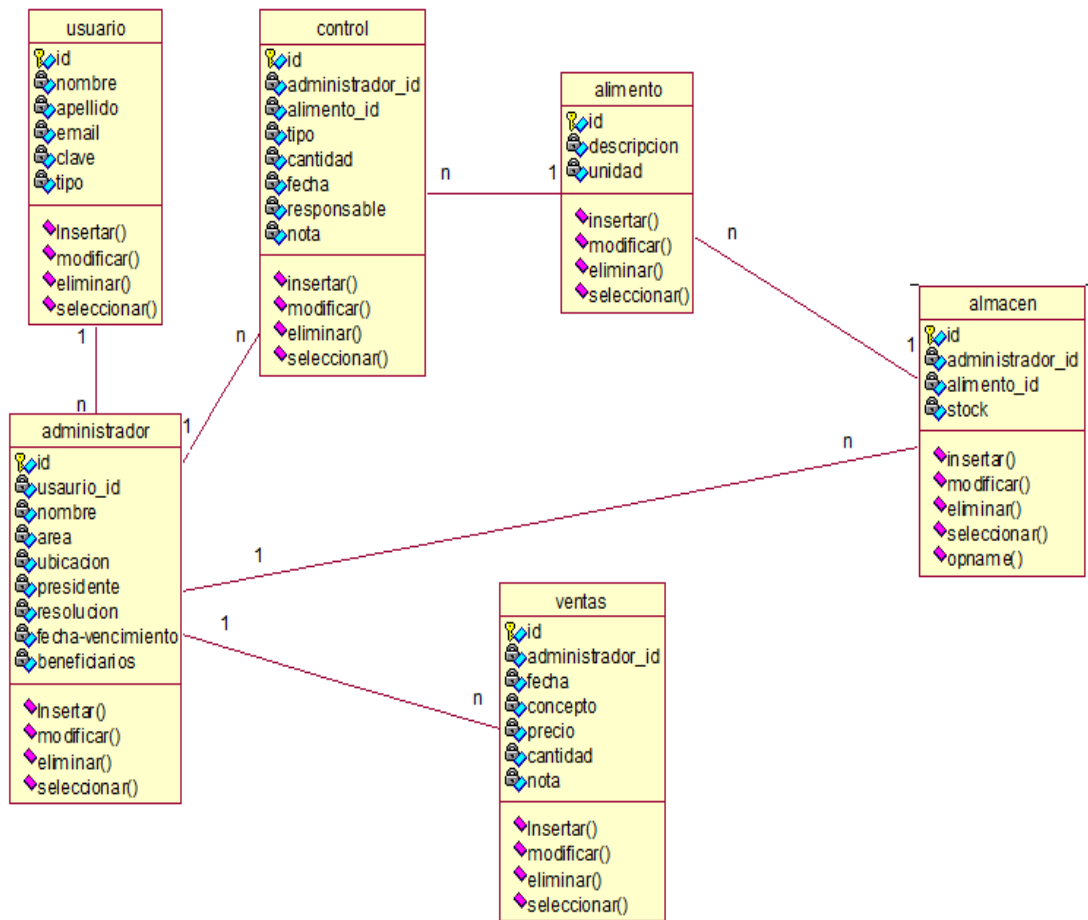 usuario
id
nombre
apellido
email
clave
tipo
Insertar()
modificar()
eliminar()
seleccionar()
control
id
administrador_id
alimento_id
tipo
cantidad
fecha
responsable
nota
insertar()
modificar()
eliminar()
seleccionar()
alimento
id
descripcion
unidad
insertar()
modificar()
eliminar()
seleccionar()
n
1
n
1
almacen
id
administrador_id
alimento_id
stock
insertar()
modificar()
eliminar()
seleccionar()
opname()
1
n
n
1
administrador
id
usaurio_id
nombre
area
ubicacion
presidente
resolucion
fecha-vencimiento
beneficiarios
Insertar()
modificar()
eliminar()
seleccionar()
n
1
1
n
ventas
id
administrador_id
fecha
concepto
precio
cantidad
nota
Insertar()
modificar()
eliminar()
seleccionar()